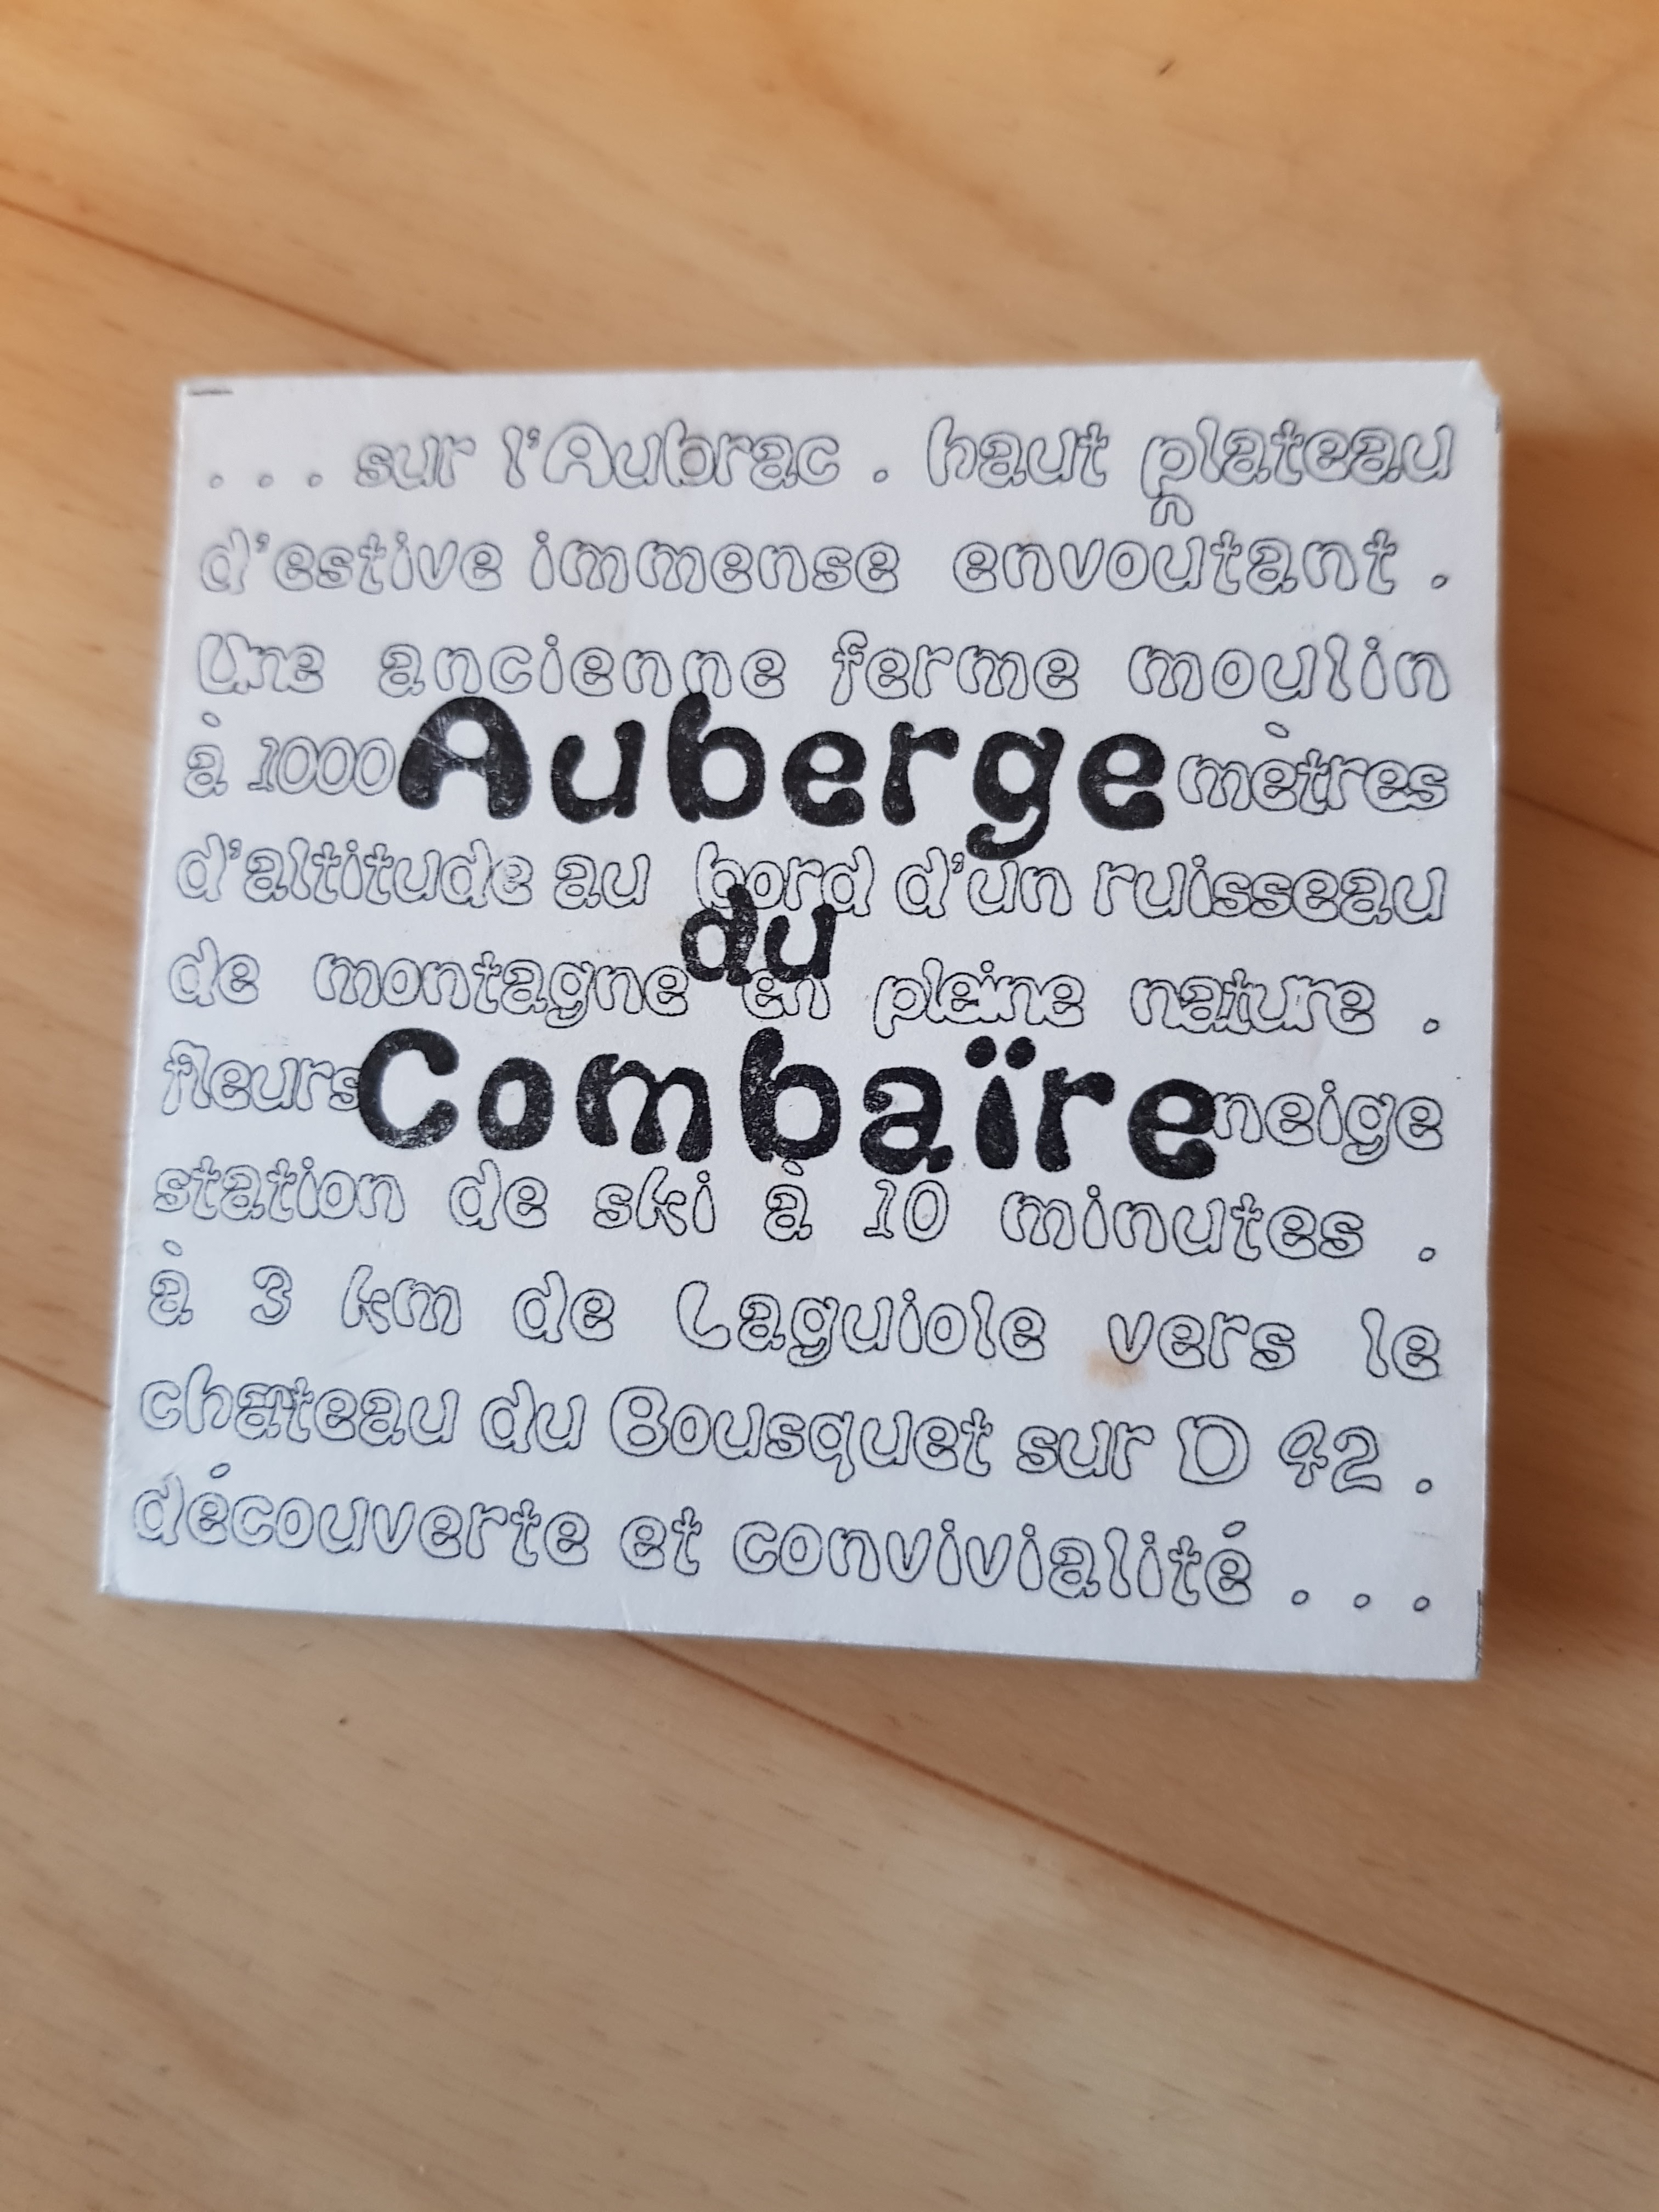 . . . sur l'Aubrac . haut plateau
d'estive immense envoûtant .
Une ancienne ferme moulin
à 1000 Auberge mètres
d'altitude au bord d'un ruisseau
du
de montagne en pleine nature .
fleurs Combaïre neige
station de ski à 10 minutes .
à 3 km de Laguiole vers le
château du Bousquet sur D 42 .
découverte et convivialité . . .